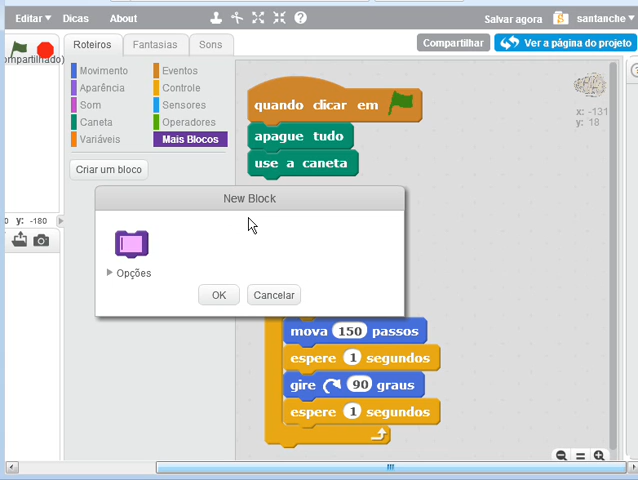 Editar Dicas About Salvar agora santanche
Roteiros Fantasias Sons Compartilhar Ver a página do projeto
ompartilhado)
Movimento Eventos
Aparência Controle
Som Sensores
Caneta Operadores
Variáveis Mais Blocos
Criar um bloco
quando clicar em
apague tudo
use a caneta
x: -131
y: 18
New Block
0 y: -180
Opções
OK Cancelar
mova 150 passos
espere 1 segundos
gire 90 graus
espere 1 segundos